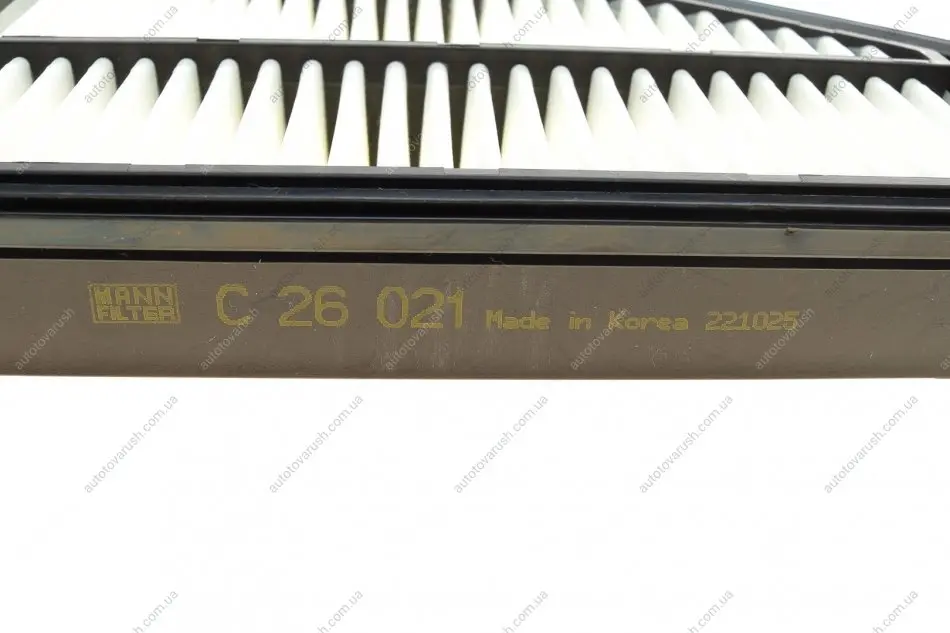 MANN
FILTER
C 26 021 Made in Korea 221025
autotovarush.com.ua